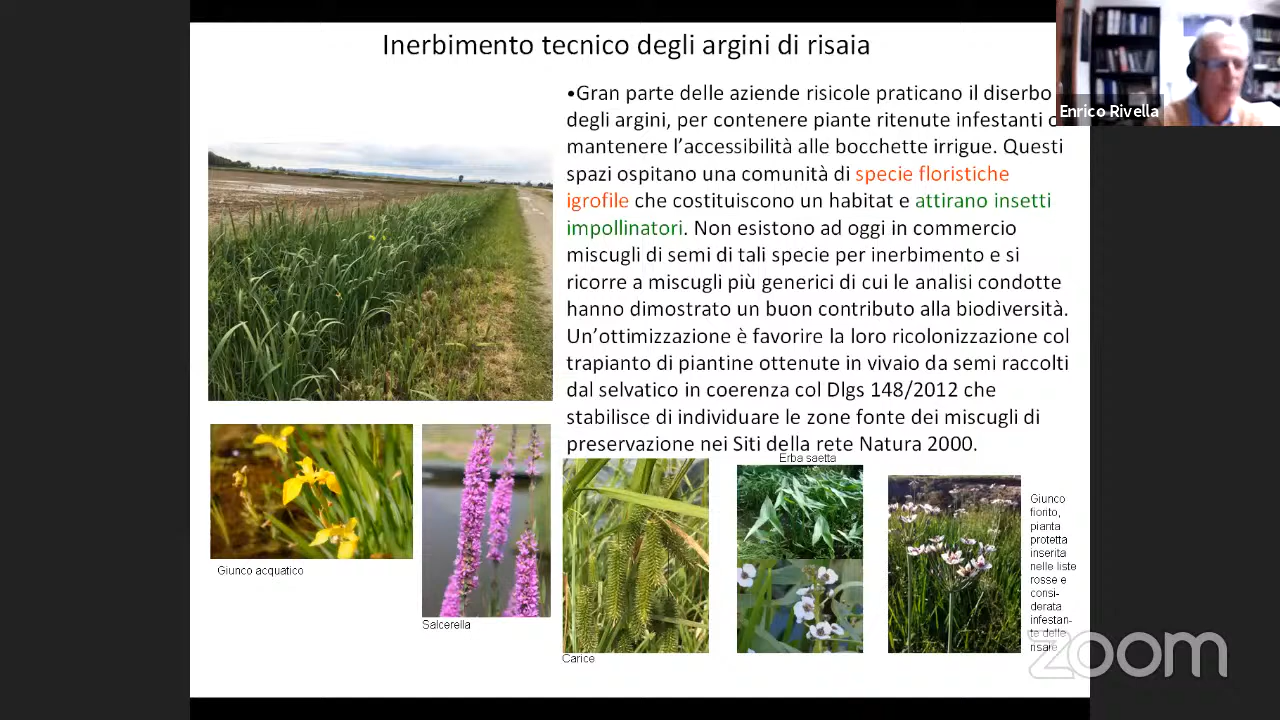 Inerbimento tecnico degli argini di risaia
•Gran parte delle aziende risicole praticano il diserbo
degli argini, per contenere piante ritenute infestanti
mantenere l’accessibilità alle bocchette irrigue. Questi
spazi ospitano una comunità di specie floristiche
igrofile che costituiscono un habitat e attirano insetti
impollinatori. Non esistono ad oggi in commercio
miscugli di semi di tali specie per inerbimento e si
ricorre a miscugli più generici di cui le analisi condotte
hanno dimostrato un buon contributo alla biodiversità.
Un’ottimizzazione è favorire la loro ricolonizzazione col
trapianto di piantine ottenute in vivaio da semi raccolti
dal selvatico in coerenza col Dlgs 148/2012 che
stabilisce di individuare le zone fonte dei miscugli di
preservazione nei Siti della rete Natura 2000.
Enrico Rivella
Giunco acquatico
Salcerella
Carice
Erba saetta
Giunco
fiorito,
pianta
protetta
inserita
nelle liste
rosse e
consi-
derata
infestan-
te delle
risaie
zoom